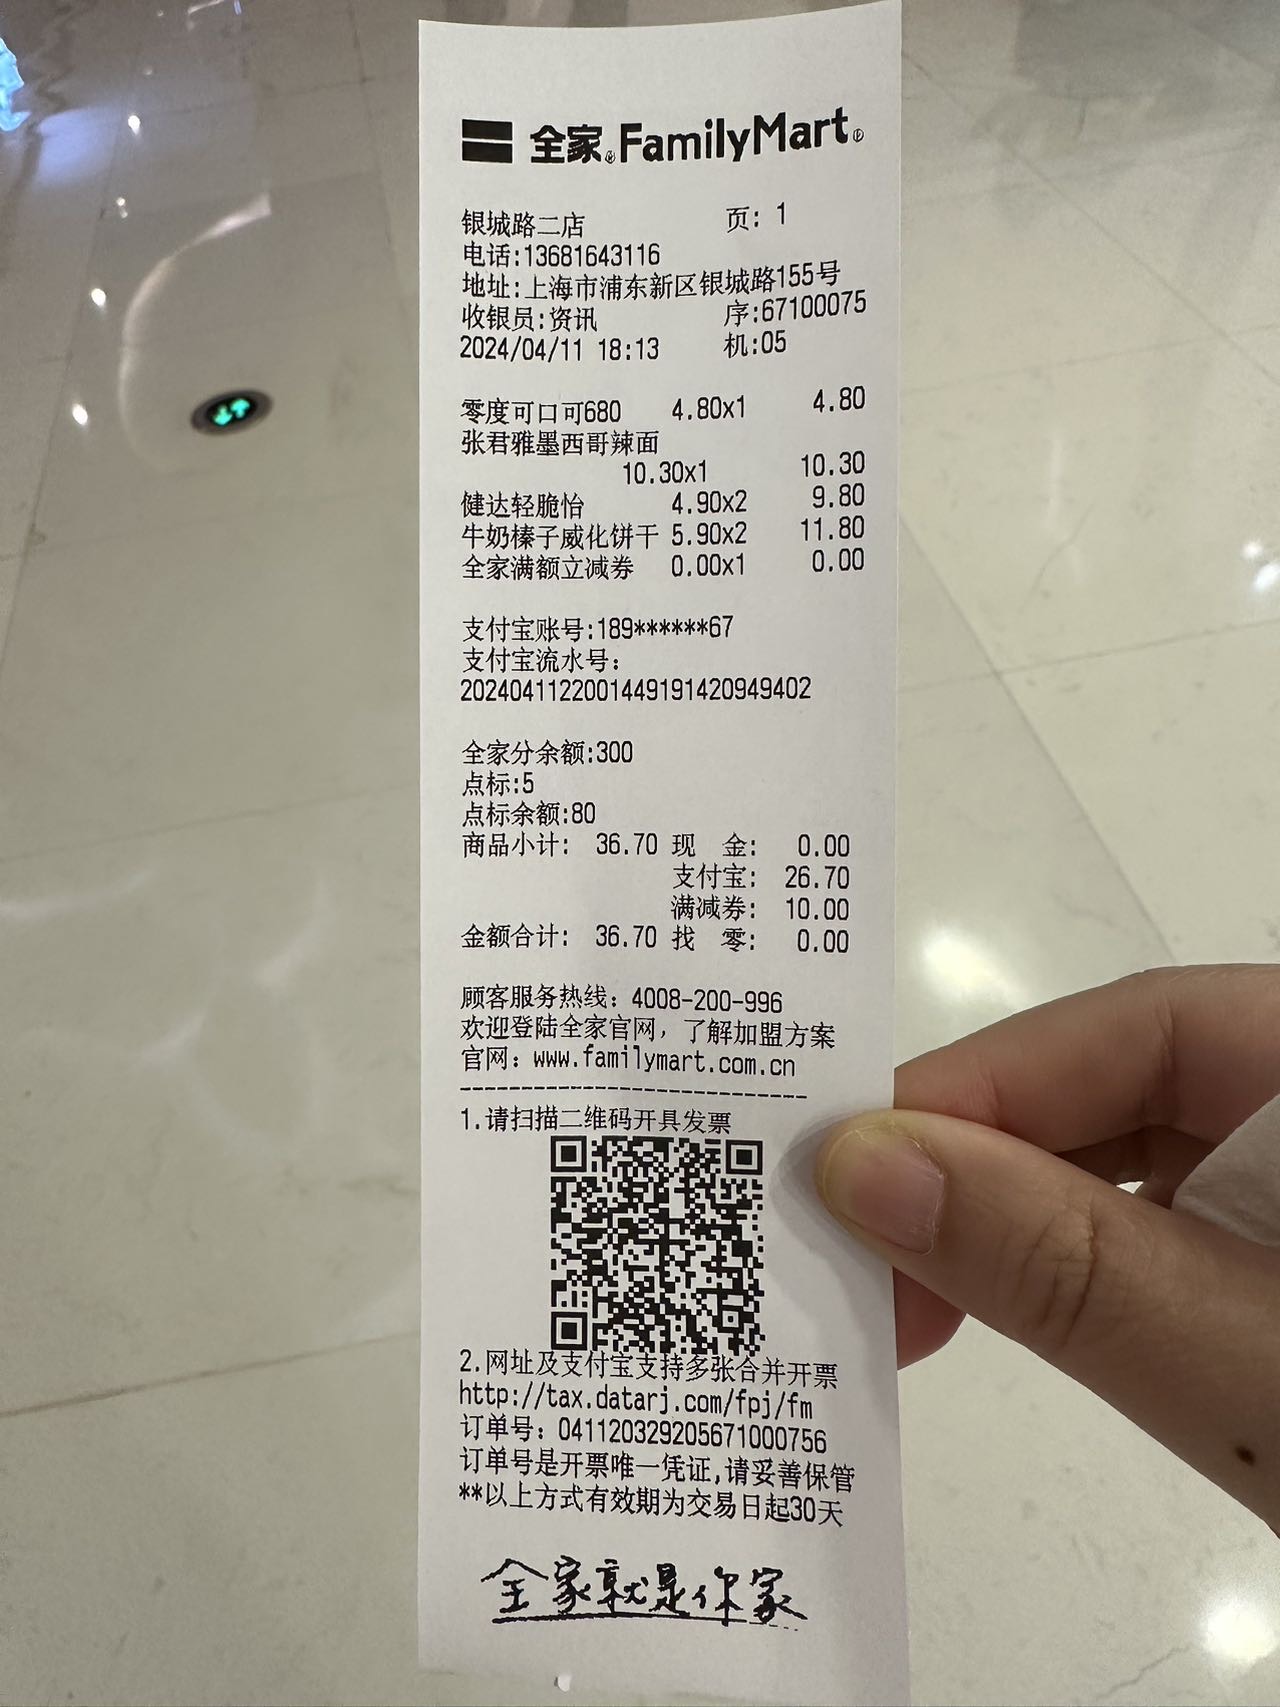 全家 FamilyMart
银城路二店 页: 1
电话:13681643116
地址:上海市浦东新区银城路155号
收银员:资讯 序:67100075
2024/04/11 18:13 机:05
零度可口可680 4.80x1 4.80
张君雅墨西哥辣面
10.30x1 10.30
健达轻脆怡 4.90x2 9.80
牛奶榛子威化饼干 5.90x2 11.80
全家满额立减券 0.00x1 0.00
支付宝账号:189******67
支付宝流水号:
2024041122001449191420949402
全家分余额:300
点标:5
点标余额:80
商品小计: 36.70 现 金: 0.00
支付宝: 26.70
满减券: 10.00
金额合计: 36.70 找 零: 0.00
顾客服务热线: 4008-200-996
欢迎登陆全家官网，了解加盟方案
官网: www.familymart.com.cn
----------------------------
1.请扫描二维码开具发票
2.网址及支付宝支持多张合并开票
http://tax.datarj.com/fpj/fm
订单号: 041120329205671000756
订单号是开票唯一凭证,请妥善保管
**以上方式有效期为交易日起30天
全家就是你家